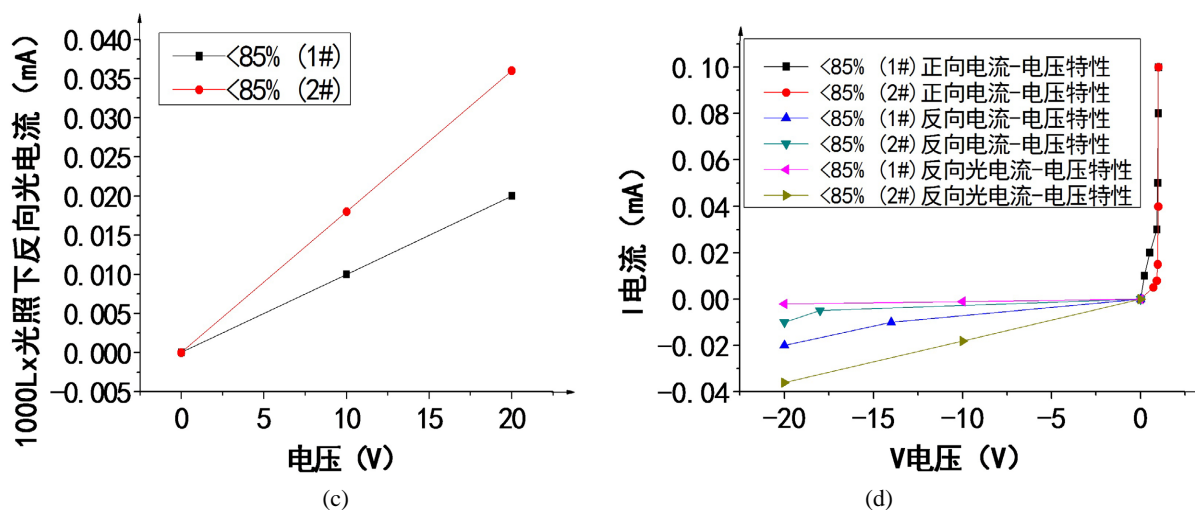 1000Lx光照下反向光电流 (mA)
0.040
0.035
0.030
0.025
0.020
0.015
0.010
0.005
0.000
-0.005
<85% (1#)
<85% (2#)
0 5 10 15 20
电压 (V)
(c)
I电流 (mA)
0.10
0.08
0.06
0.04
0.02
0.00
-0.02
-0.04
<85% (1#)正向电流-电压特性
<85% (2#)正向电流-电压特性
<85% (1#)反向电流-电压特性
<85% (2#)反向电流-电压特性
<85% (1#)反向光电流-电压特性
<85% (2#)反向光电流-电压特性
-20 -15 -10 -5 0
V电压 (V)
(d)